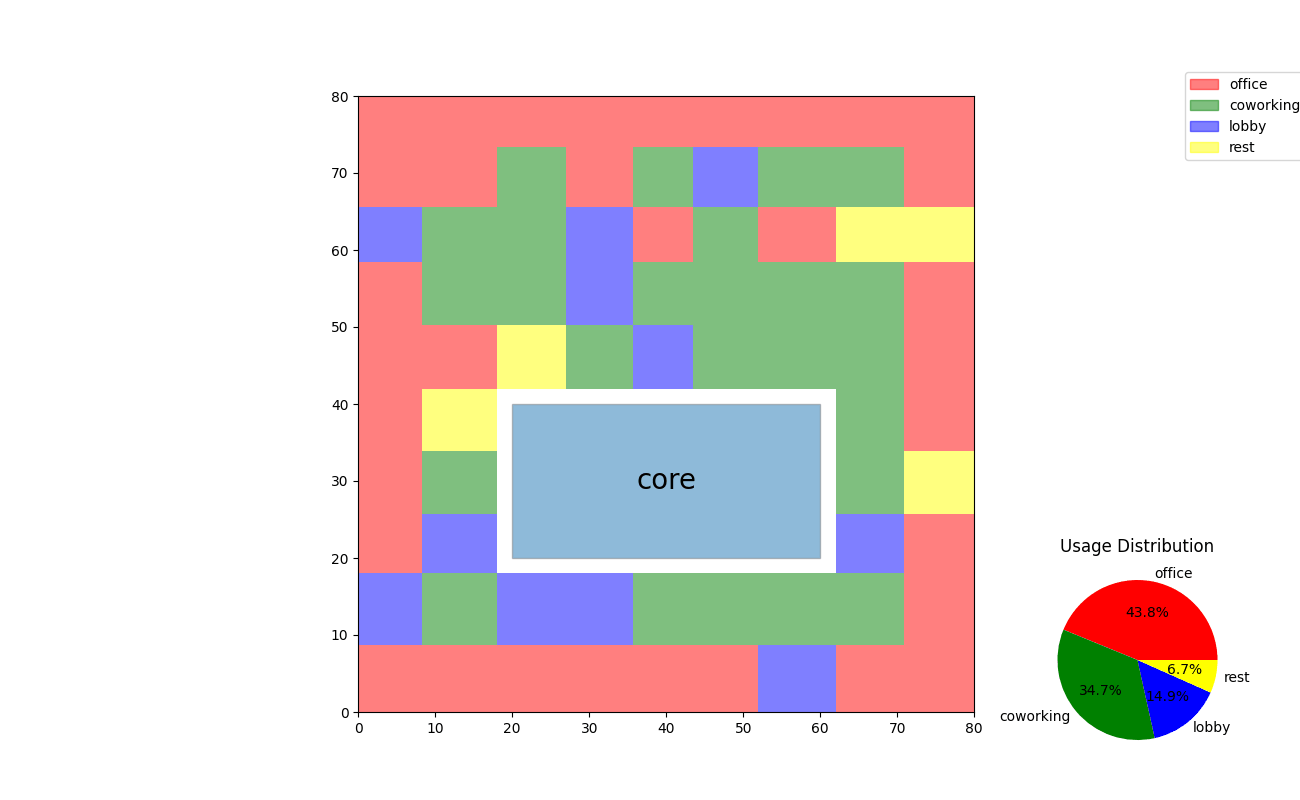 office
coworking
lobby
rest
80
70
60
50
40
30
20
10
0
core
0 10 20 30 40 50 60 70 80
Usage Distribution
office
43.8%
coworking
34.7%
lobby
14.9%
rest
6.7%